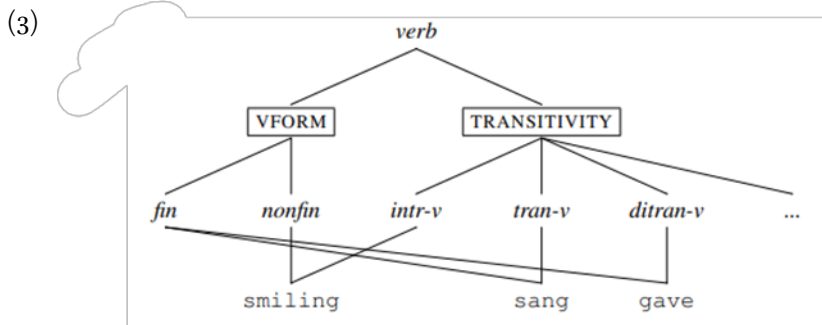 (3)
verb
VFORM TRANSITIVITY
fin nonfin intr-v tran-v ditran-v ...
smiling sang gave